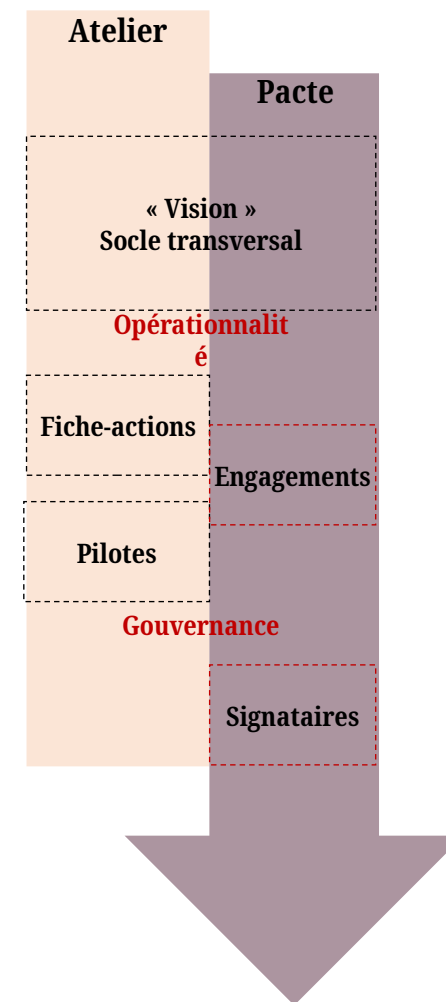 Atelier
Pacte
« Vision »
Socle transversal
Opérationnalit
é
Fiche-actions
Engagements
Pilotes
Gouvernance
Signataires